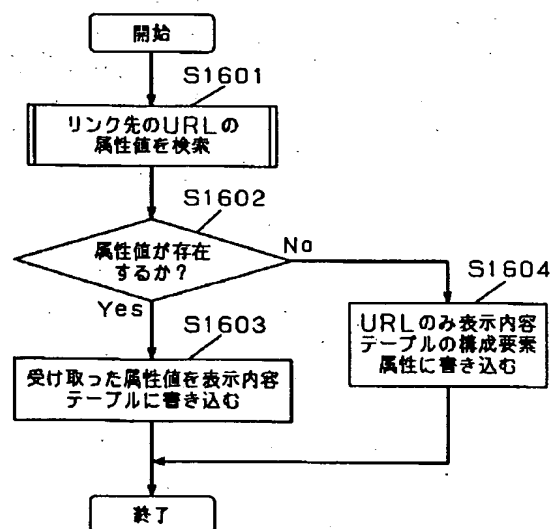 開始
S1601
リンク先のURLの
属性値を検索
S1602
属性値が存在
するか？
No
Yes
S1603
受け取った属性値を表示内容
テーブルに書き込む
S1604
URLのみ表示内容
テーブルの構成要素
属性に書き込む
終了